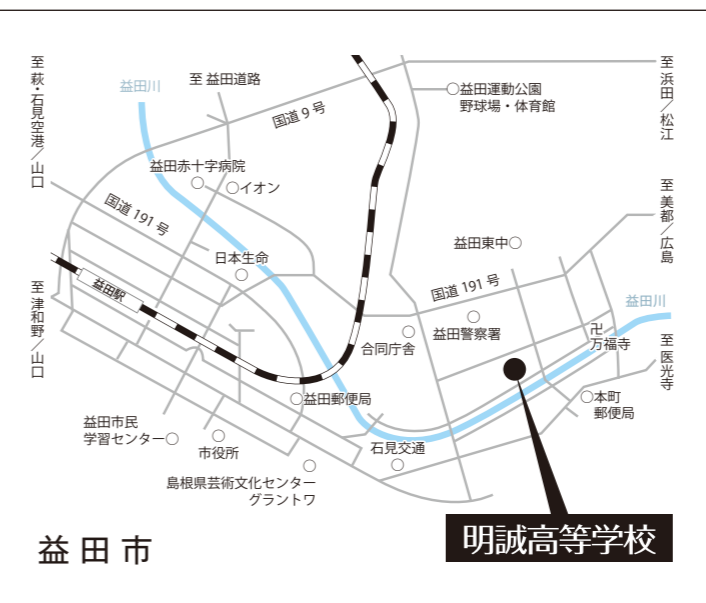 至 萩・石見空港／山口
益田川
至 益田道路
国道 9 号
益田運動公園
野球場・体育館
至 浜田／松江
益田赤十字病院
イオン
国道 191 号
日本生命
益田東中
至 美都／広島
至 津和野／山口
益田駅
国道 191 号
益田川
合同庁舎
益田警察署
卍
万福寺
至 医光寺
益田郵便局
本町
郵便局
益田市民
学習センター
市役所
石見交通
島根県芸術文化センター
グラントワ
益田市
明誠高等学校